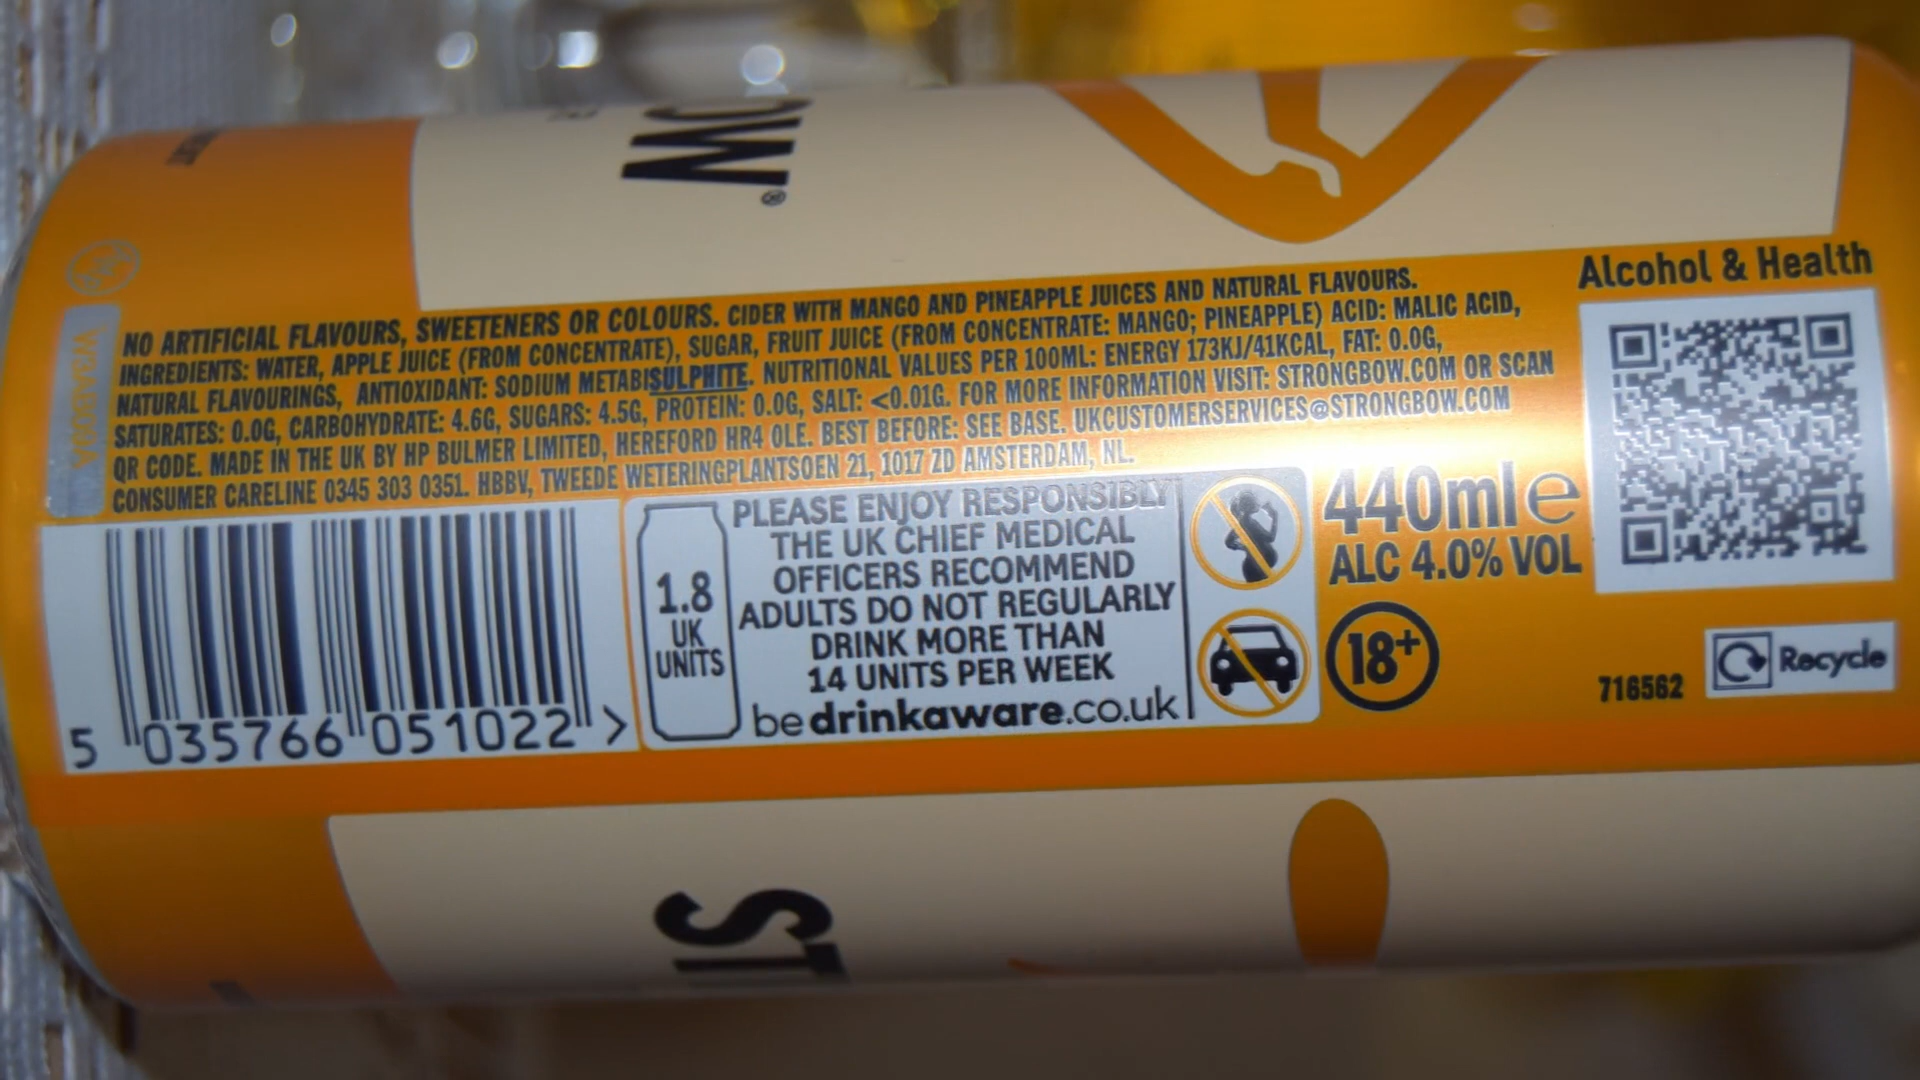 OW®
NO ARTIFICIAL FLAVOURS, SWEETENERS OR COLOURS. CIDER WITH MANGO AND PINEAPPLE JUICES AND NATURAL FLAVOURS.
INGREDIENTS: WATER, APPLE JUICE (FROM CONCENTRATE), SUGAR, FRUIT JUICE (FROM CONCENTRATE: MANGO; PINEAPPLE) ACID: MALIC ACID,
NATURAL FLAVOURINGS, ANTIOXIDANT: SODIUM METABISULPHITE. NUTRITIONAL VALUES PER 100ML: ENERGY 173KJ/41KCAL, FAT: 0.0G,
SATURATES: 0.0G, CARBOHYDRATE: 4.6G, SUGARS: 4.5G, PROTEIN: 0.0G, SALT: <0.01G. FOR MORE INFORMATION VISIT: STRONGBOW.COM OR SCAN
QR CODE. MADE IN THE UK BY HP BULMER LIMITED, HEREFORD HR4 0LE. BEST BEFORE: SEE BASE. UKCUSTOMERSERVICES@STRONGBOW.COM
CONSUMER CARELINE 0345 303 0351. HBBV, TWEEDE WETERINGPLANTSOEN 21, 1017 ZD AMSTERDAM, NL.
Alcohol & Health
5 035766 051022 >
1.8
UK
UNITS
PLEASE ENJOY RESPONSIBLY
THE UK CHIEF MEDICAL
OFFICERS RECOMMEND
ADULTS DO NOT REGULARLY
DRINK MORE THAN
14 UNITS PER WEEK
bedrinkaware.co.uk
440ml e
ALC 4.0% VOL
18+
716562
Recycle
ST